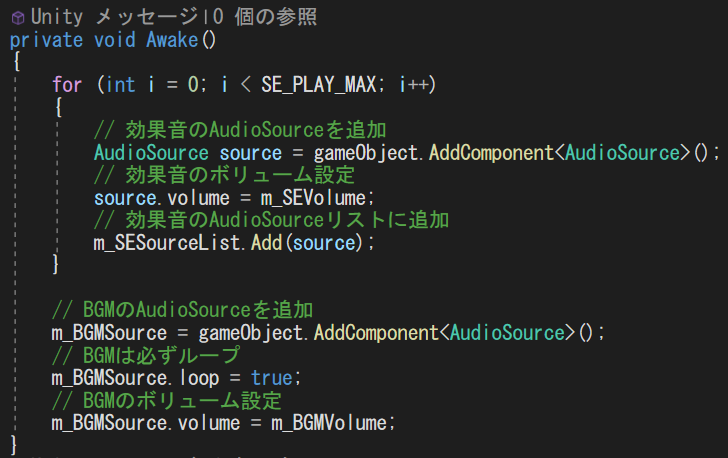 Unity メッセージ|0 個の参照
private void Awake()
{
for (int i = 0; i < SE_PLAY_MAX; i++)
{
// 効果音のAudioSourceを追加
AudioSource source = gameObject.AddComponent<AudioSource>();
// 効果音のボリューム設定
source.volume = m_SEVolume;
// 効果音のAudioSourceリストに追加
m_SESourceList.Add(source);
}
// BGMのAudioSourceを追加
m_BGMSource = gameObject.AddComponent<AudioSource>();
// BGMは必ずループ
m_BGMSource.loop = true;
// BGMのボリューム設定
m_BGMSource.volume = m_BGMVolume;
}